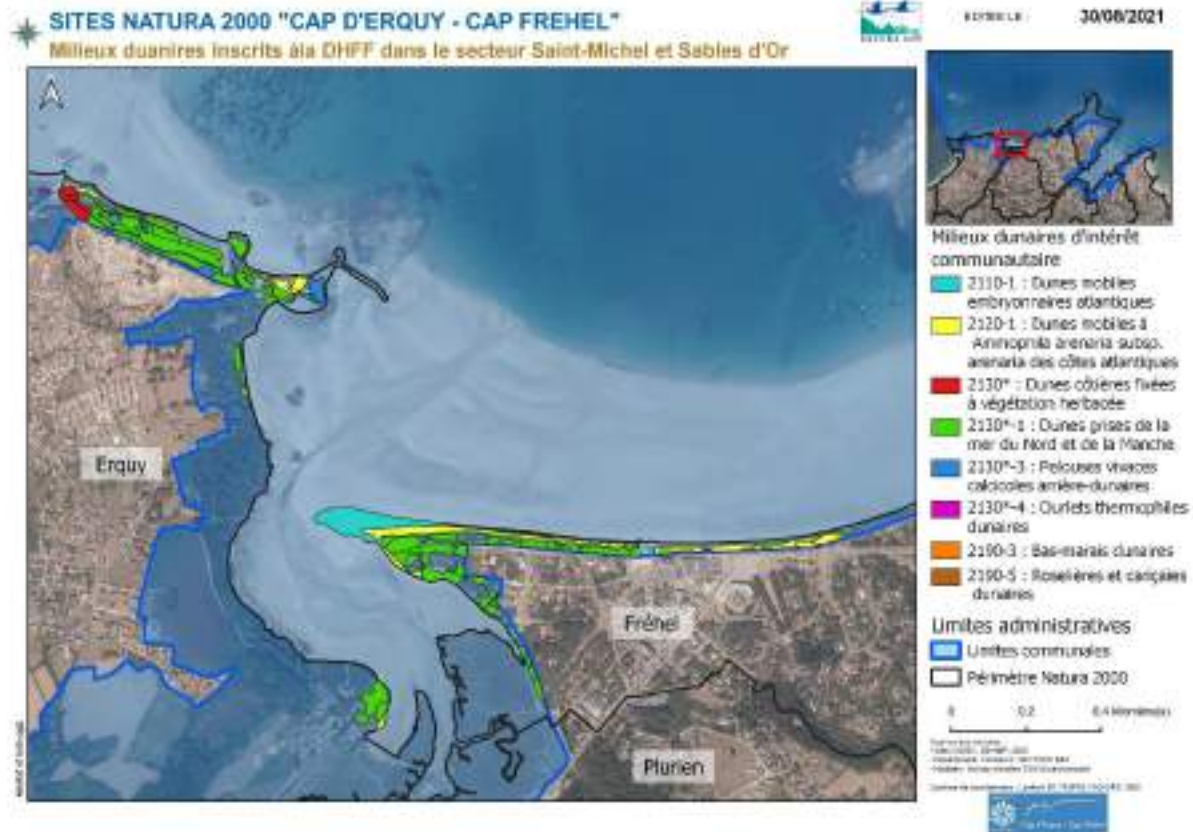 SITES NATURA 2000 "CAP D'ERQUY - CAP FREHEL"
Milieux duanires inscrits àla DHFF dans le secteur Saint-Michel et Sables d'Or
30/08/2021
Erquy
Fréhel
Plurien
Milieux dunaires d'intérêt
communautaire
2110-1 : Dunes mobiles
embryonnaires atlantiques
2120-1 : Dunes mobiles à
Ammophila arenaria subsp.
arenaria des côtes atlantiques
2130* : Dunes côtières fixées
à végétation herbacée
2130*-1 : Dunes grises de la
mer du Nord et de la Manche
2130*-3 : Pelouses vivaces
calcicoles arrière-dunaires
2130*-4 : Ourlets thermophiles
dunaires
2190-3 : Bas-marais dunaires
2190-5 : Roselières et cariçaies
dunaires
Limites administratives
Limites communales
Périmètre Natura 2000
0 0.2 0.4 kilomètre(s)